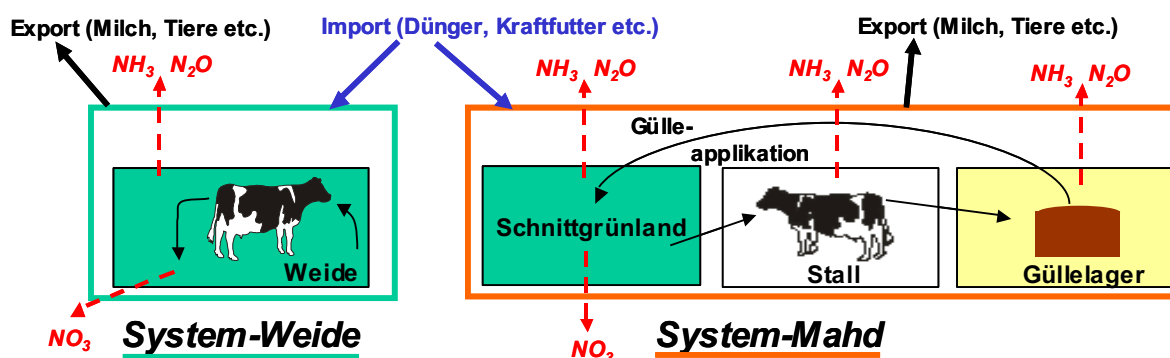 Export (Milch, Tiere etc.)
Import (Dünger, Kraftfutter etc.)
Export (Milch, Tiere etc.)
NH3 N2O
NH3 N2O
NH3 N2O
NH3 N2O
Gülle-
applikation
Schnittgrünland
Weide
Stall
Güllelager
NO3
System-Weide
NO3
System-Mahd